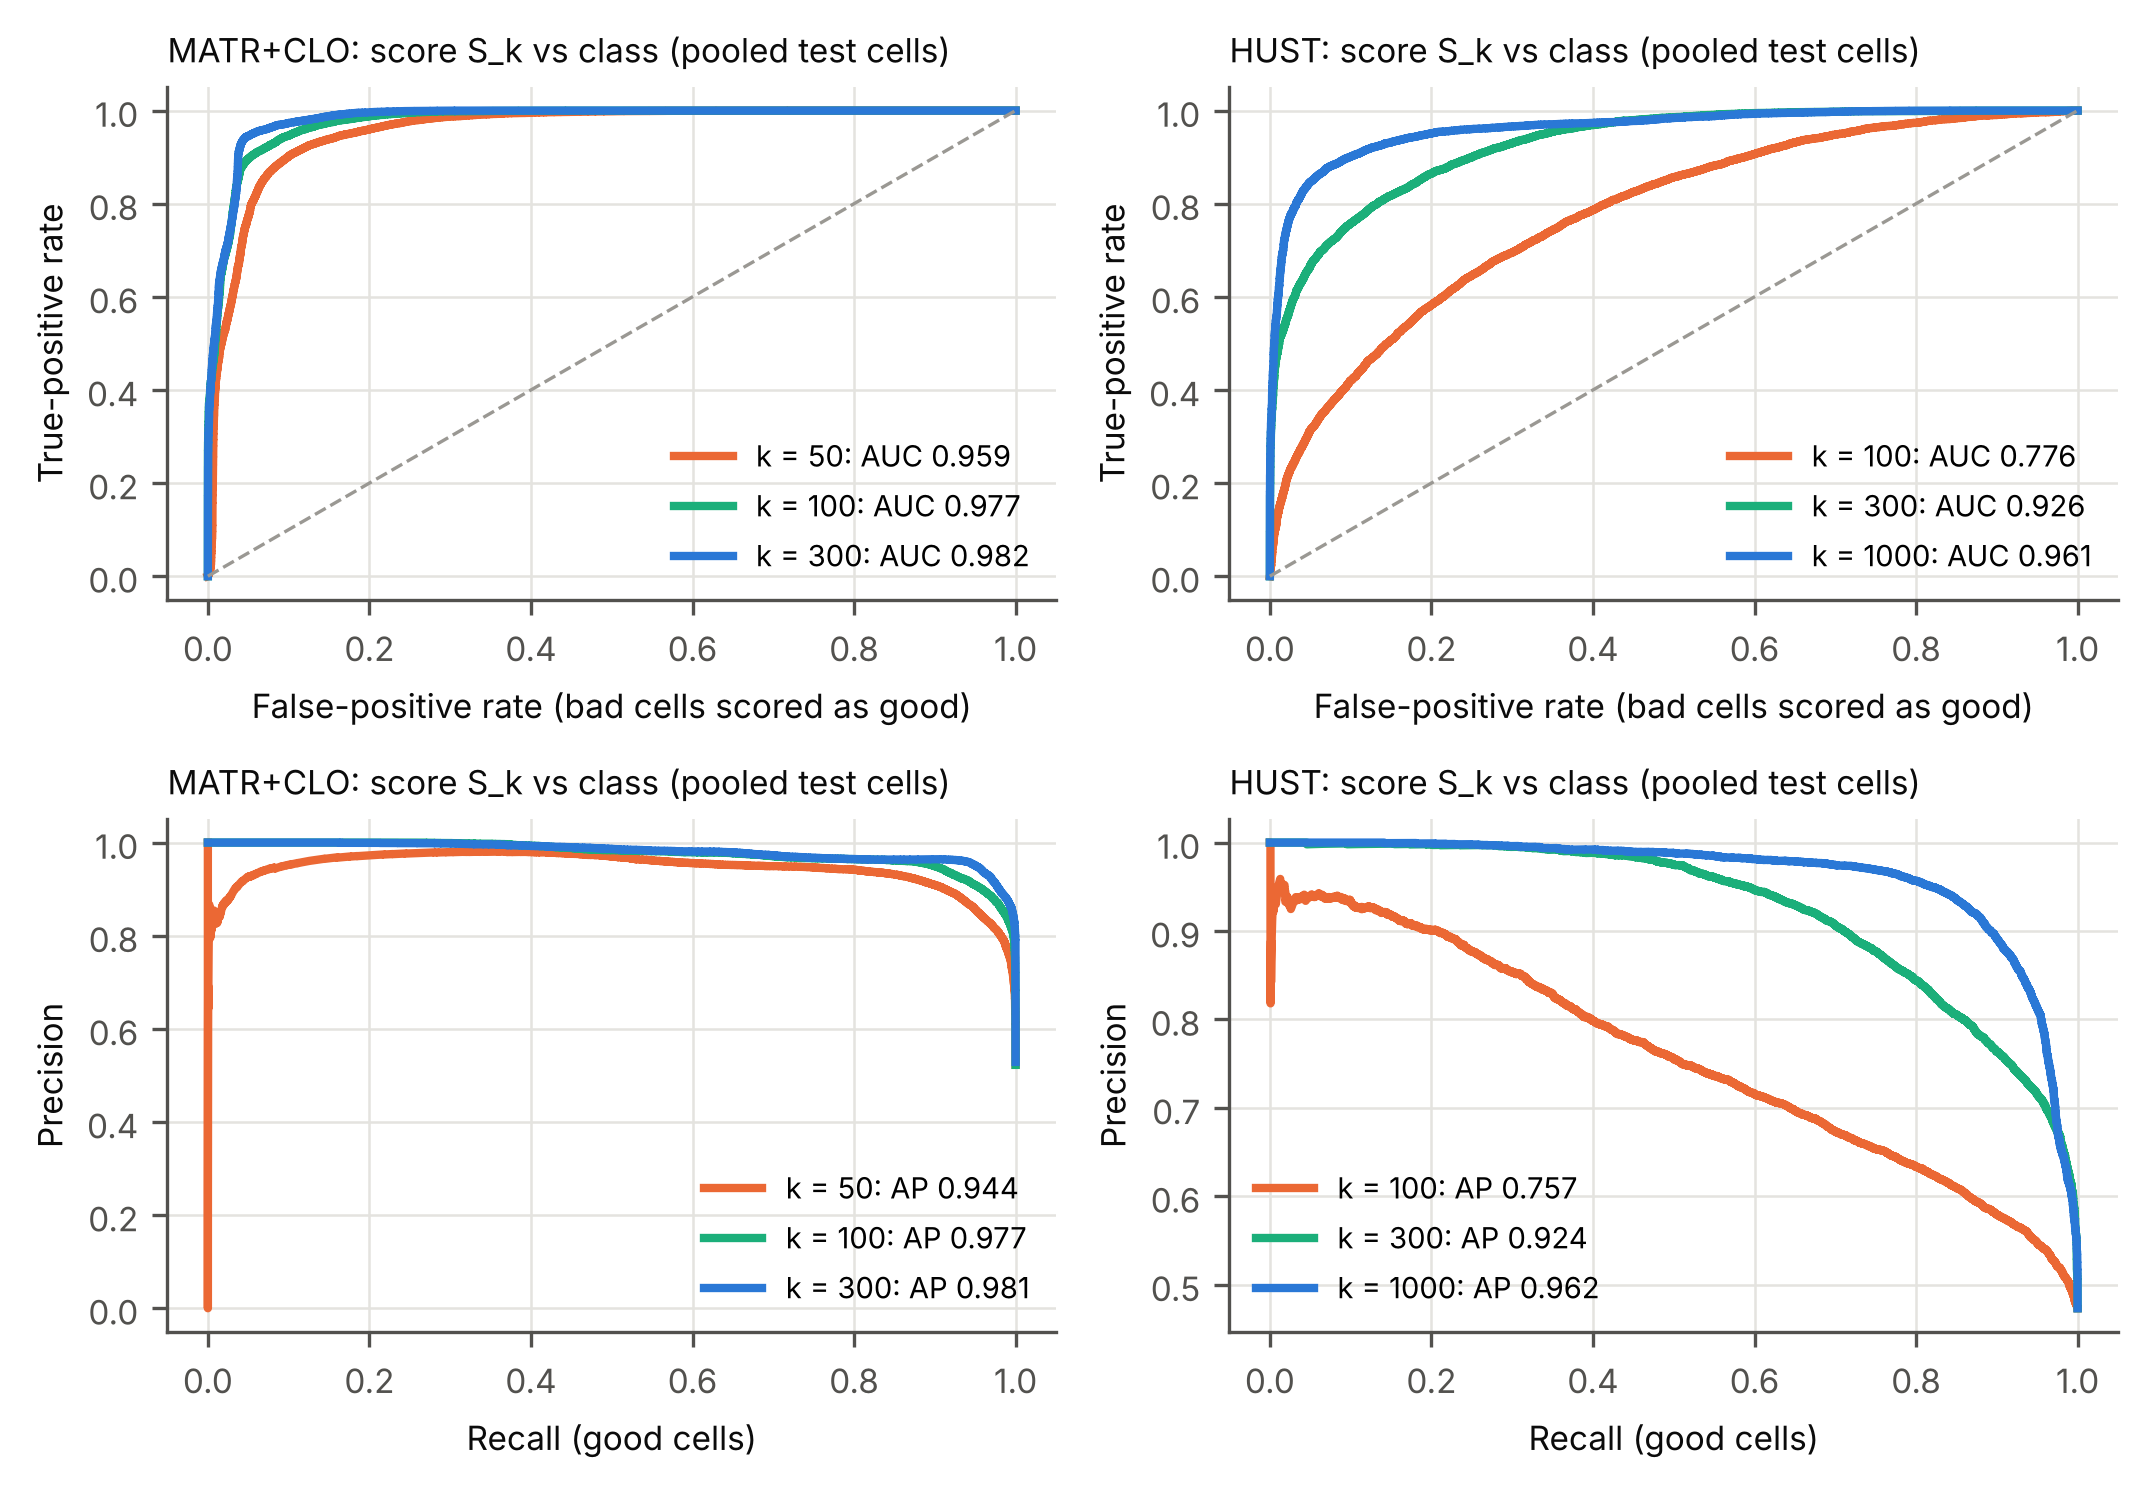 MATR+CLO: score S_k vs class (pooled test cells)
True-positive rate
1.0
0.8
0.6
0.4
0.2
0.0
k = 50: AUC 0.959
k = 100: AUC 0.977
k = 300: AUC 0.982
0.0 0.2 0.4 0.6 0.8 1.0
False-positive rate (bad cells scored as good)
HUST: score S_k vs class (pooled test cells)
True-positive rate
1.0
0.8
0.6
0.4
0.2
0.0
k = 100: AUC 0.776
k = 300: AUC 0.926
k = 1000: AUC 0.961
0.0 0.2 0.4 0.6 0.8 1.0
False-positive rate (bad cells scored as good)
MATR+CLO: score S_k vs class (pooled test cells)
Precision
1.0
0.8
0.6
0.4
0.2
0.0
k = 50: AP 0.944
k = 100: AP 0.977
k = 300: AP 0.981
0.0 0.2 0.4 0.6 0.8 1.0
Recall (good cells)
HUST: score S_k vs class (pooled test cells)
Precision
1.0
0.9
0.8
0.7
0.6
0.5
k = 100: AP 0.757
k = 300: AP 0.924
k = 1000: AP 0.962
0.0 0.2 0.4 0.6 0.8 1.0
Recall (good cells)